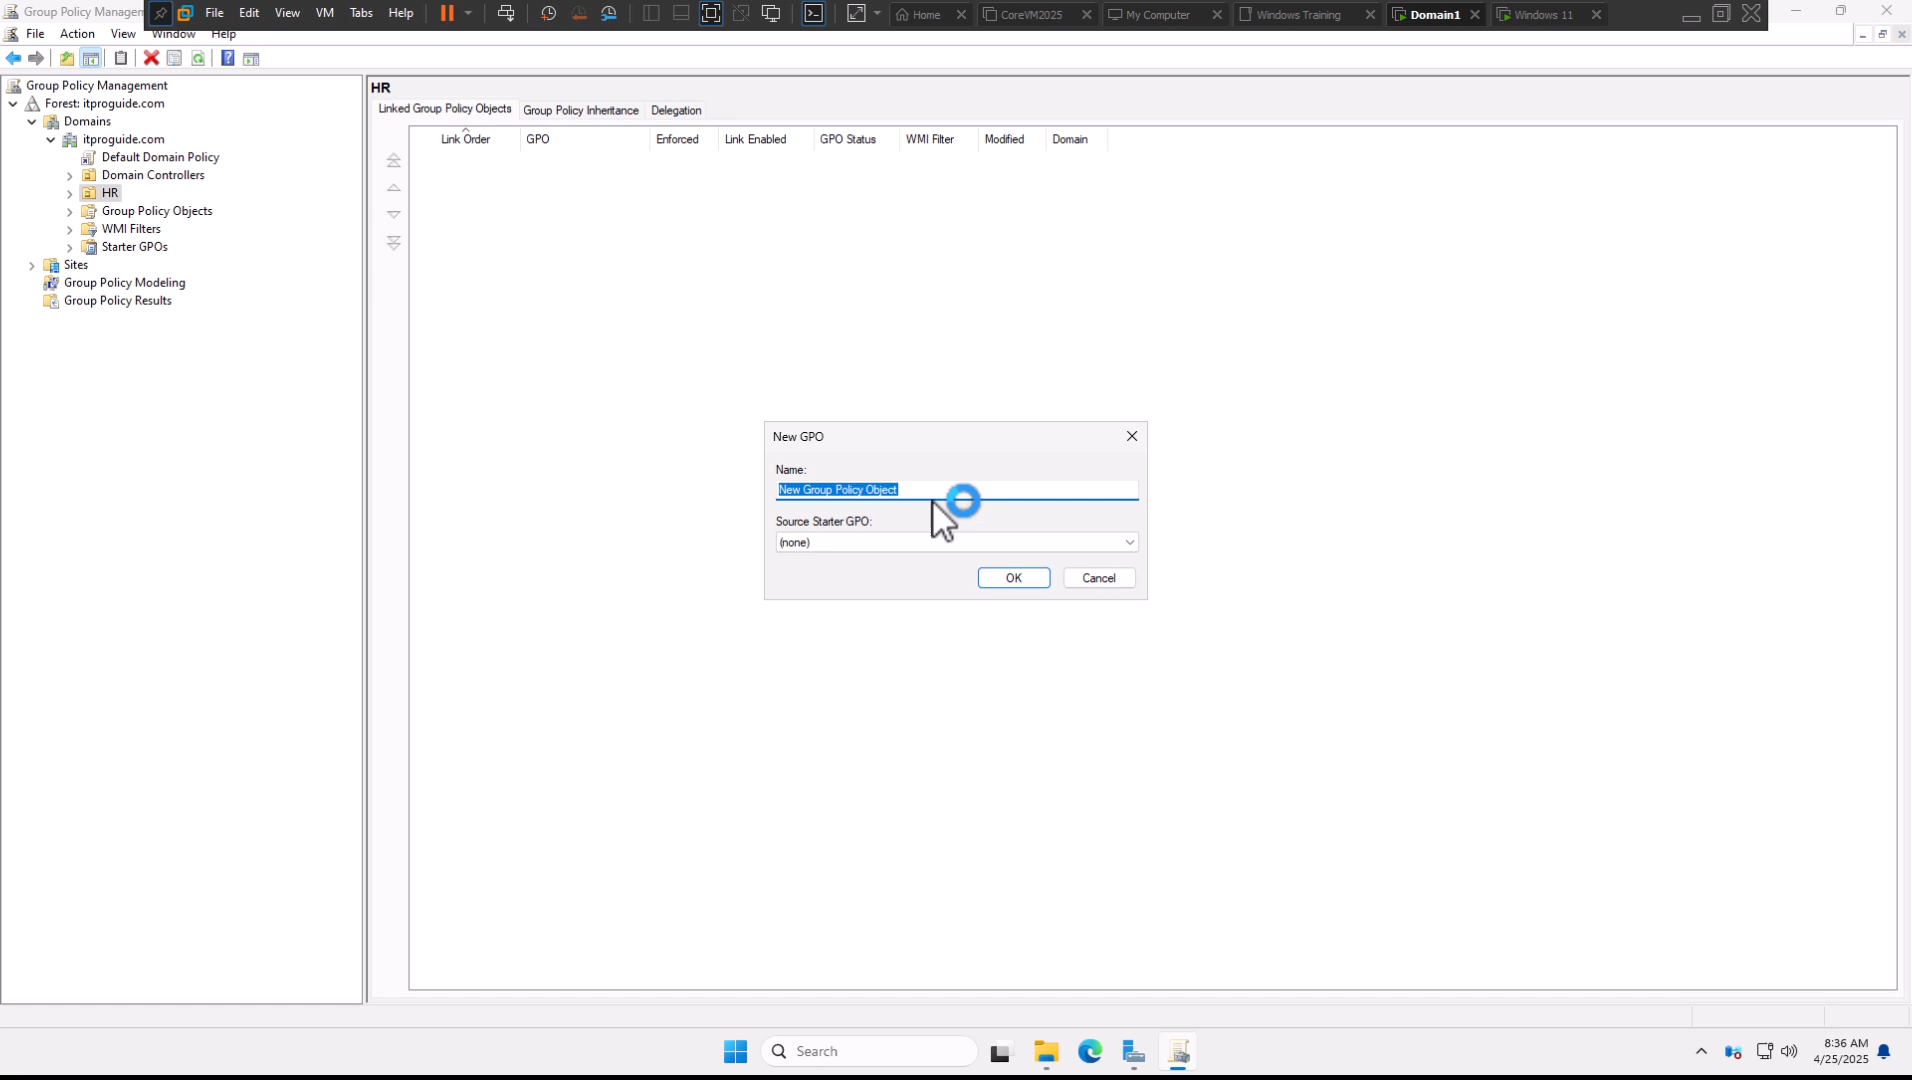 Group Policy Managem
File Edit View VM Tabs Help
Home CoreVM2025 My Computer Windows Training Domain1 Windows 11
File Action View Window Help
Group Policy Management
Forest: itproguide.com
Domains
itproguide.com
Default Domain Policy
Domain Controllers
HR
Group Policy Objects
WMI Filters
Starter GPOs
Sites
Group Policy Modeling
Group Policy Results
HR
Linked Group Policy Objects Group Policy Inheritance Delegation
Link Order GPO Enforced Link Enabled GPO Status WMI Filter Modified Domain
New GPO
Name:
New Group Policy Object
Source Starter GPO:
(none)
OK Cancel
Search
8:36 AM
4/25/2025